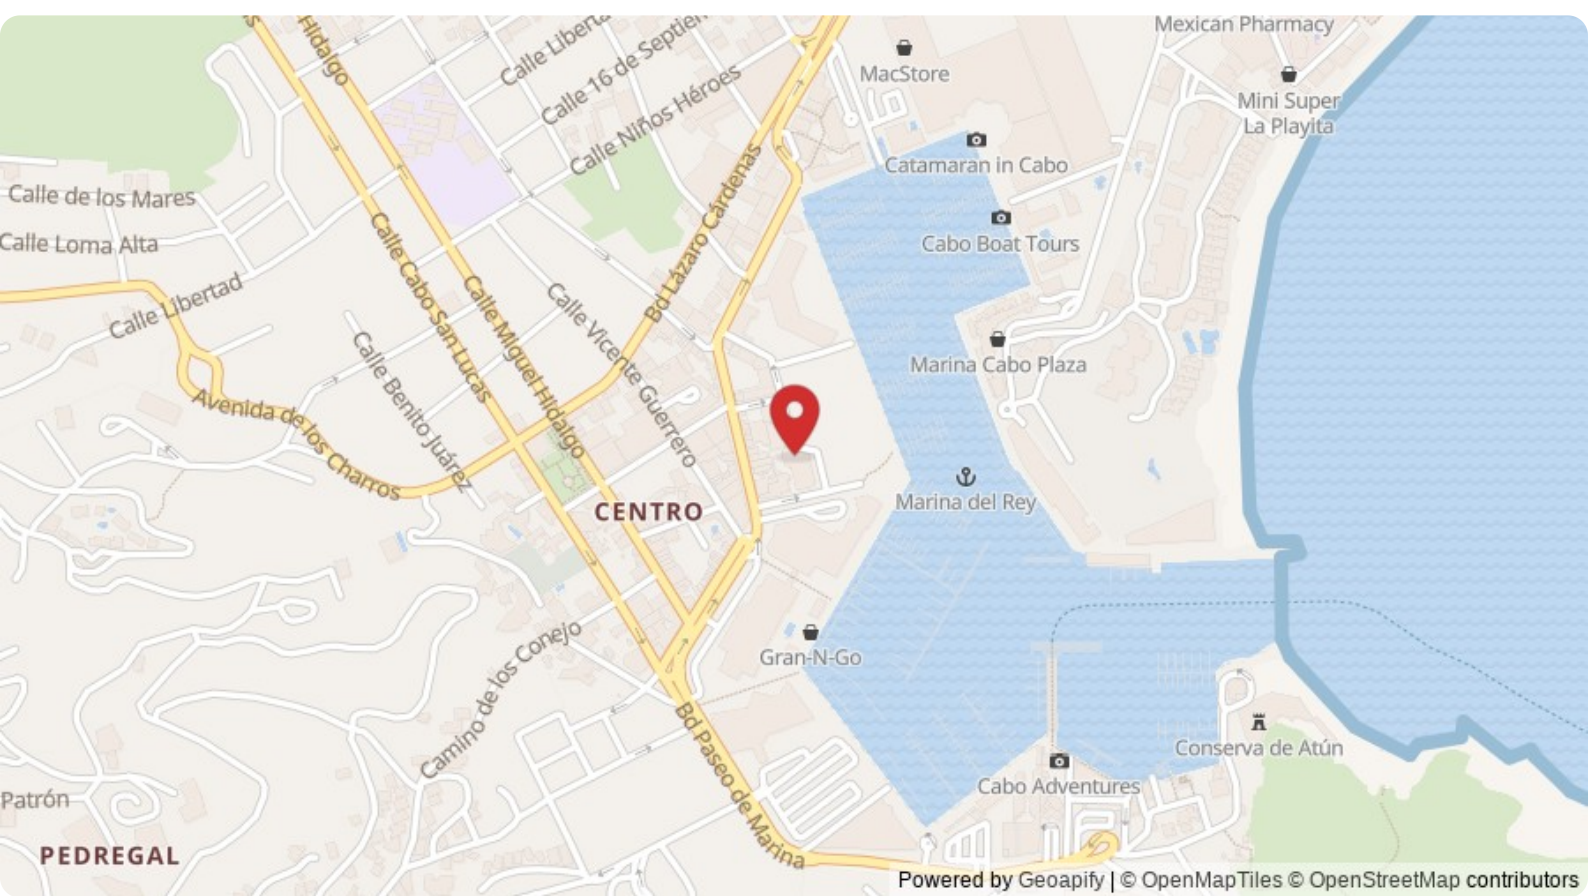 Hidalgo
Calle Liberta
Calle 16 de Septien
Calle Niños Héroes
MacStore
Mexican Pharmacy
Mini Super
La Playita
Catamaran in Cabo
Calle de los Mares
Calle Loma Alta
Calle Libertad
Calle Cabo San Lucas
Calle Miguel Hidalgo
Bd Lázaro Cárdenas
Cabo Boat Tours
Calle Vicente Guerrero
Calle Benito Juárez
Marina Cabo Plaza
Avenida de los Charros
CENTRO
Marina del Rey
Gran-N-Go
Camino de los Conejo
Bd Paseo de Marina
Conserva de Atún
Cabo Adventures
Patrón
PEDREGAL
Powered by Geoapify | © OpenMapTiles © OpenStreetMap contributors